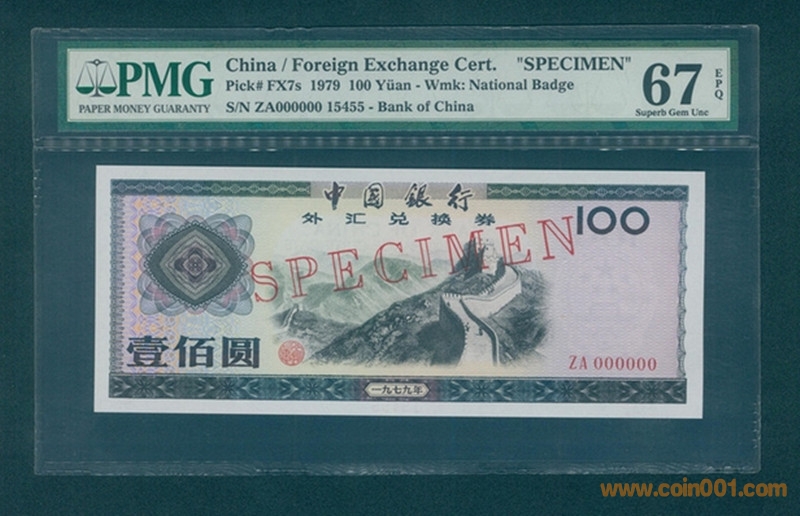 PMG
PAPER MONEY GUARANTY
China / Foreign Exchange Cert. "SPECIMEN"
Pick# FX7s 1979 100 Yüan - Wmk: National Badge
S/N ZA000000 15455 - Bank of China
67 EPQ
Superb Gem Unc
中国银行
外汇兑换券
100
SPECIMEN
壹佰圆
ZA 000000
一九七九年
www.coin001.com